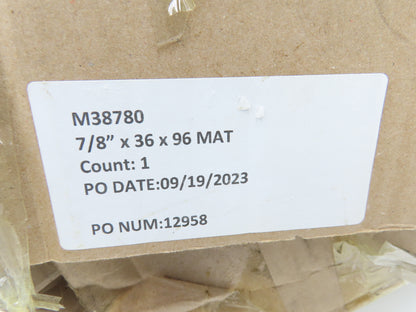 M38780
7/8” x 36 x 96 MAT
Count: 1
PO DATE:09/19/2023
PO NUM:12958